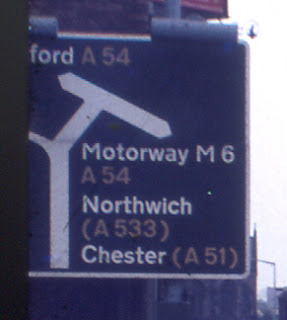 ford A 54
Motorway M 6
A 54
Northwich
(A 533)
Chester (A 51)